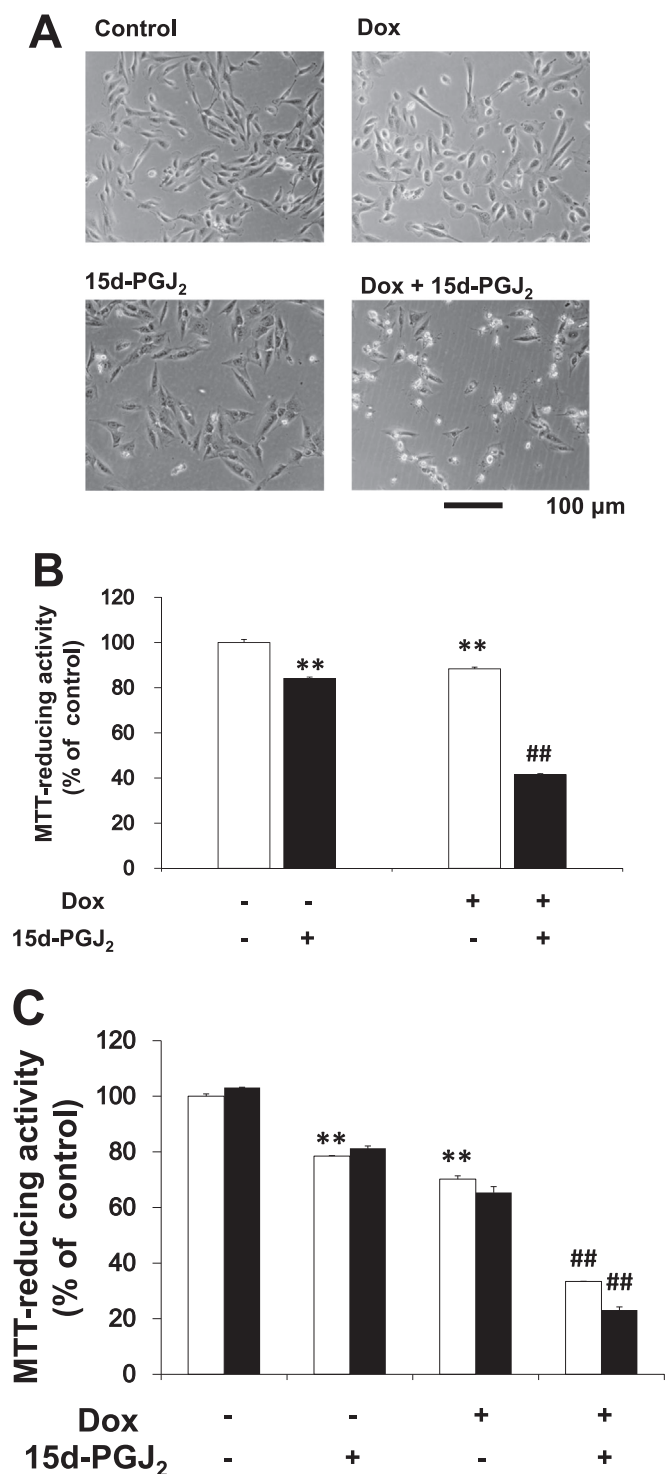 A
Control
Dox
15d-PGJ₂
Dox + 15d-PGJ₂
100 μm
B
MTT-reducing activity
(% of control)
120
100
80
60
40
20
0
**
**
##
Dox - - + +
15d-PGJ₂ - + - +
C
MTT-reducing activity
(% of control)
120
100
80
60
40
20
0
**
**
##
##
Dox - - + +
15d-PGJ₂ - + - +